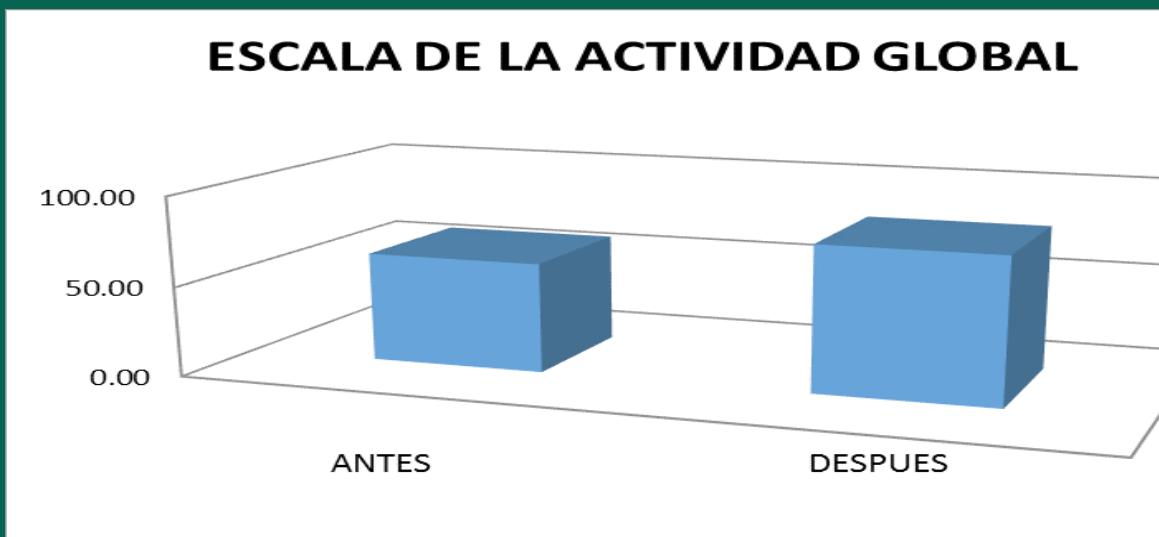 ESCALA DE LA ACTIVIDAD GLOBAL
100.00
50.00
0.00
ANTES
DESPUES